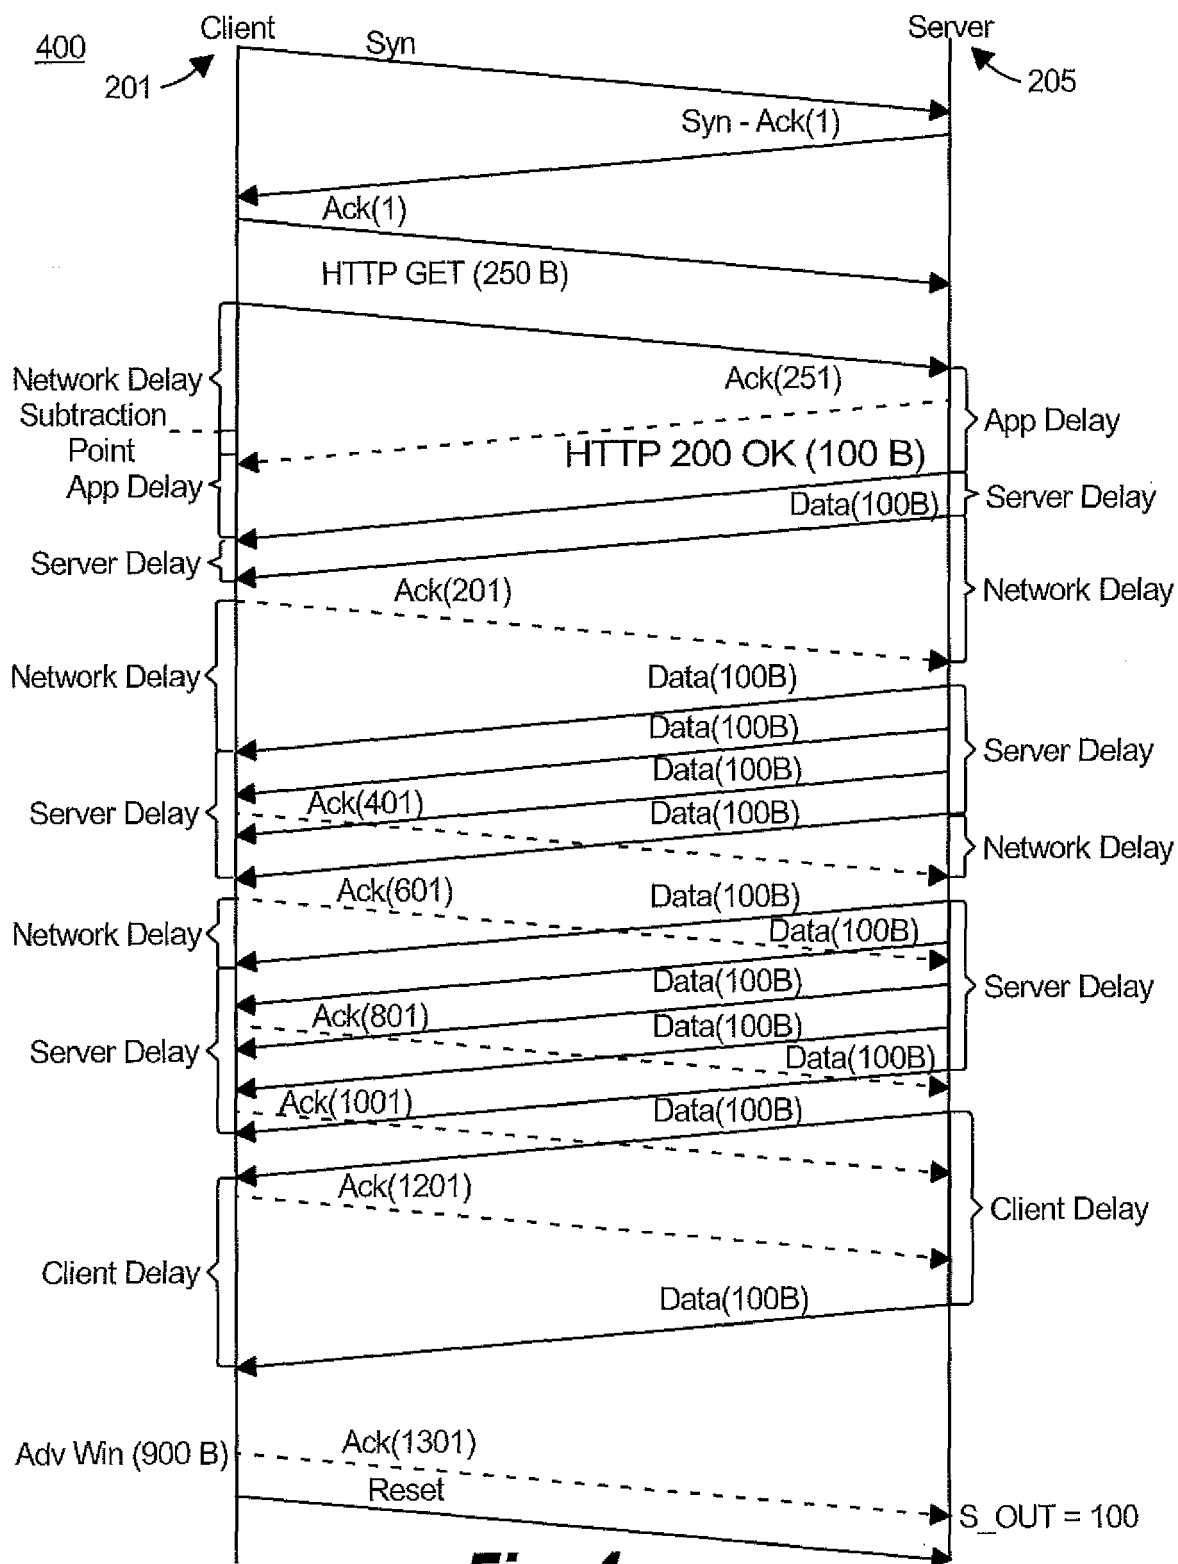 Client
Server
400
Syn
201
205
Syn - Ack(1)
Ack(1)
HTTP GET (250 B)
Network Delay
Ack(251)
Subtraction
Point
App Delay
HTTP 200 OK (100 B)
App Delay
Data(100B)
Server Delay
Server Delay
Ack(201)
Network Delay
Network Delay
Data(100B)
Data(100B)
Server Delay
Data(100B)
Server Delay
Ack(401)
Data(100B)
Network Delay
Ack(601)
Data(100B)
Network Delay
Data(100B)
Data(100B)
Server Delay
Ack(801)
Data(100B)
Server Delay
Data(100B)
Ack(1001)
Data(100B)
Ack(1201)
Client Delay
Client Delay
Data(100B)
Adv Win (900 B)
Ack(1301)
Reset
S_OUT = 100